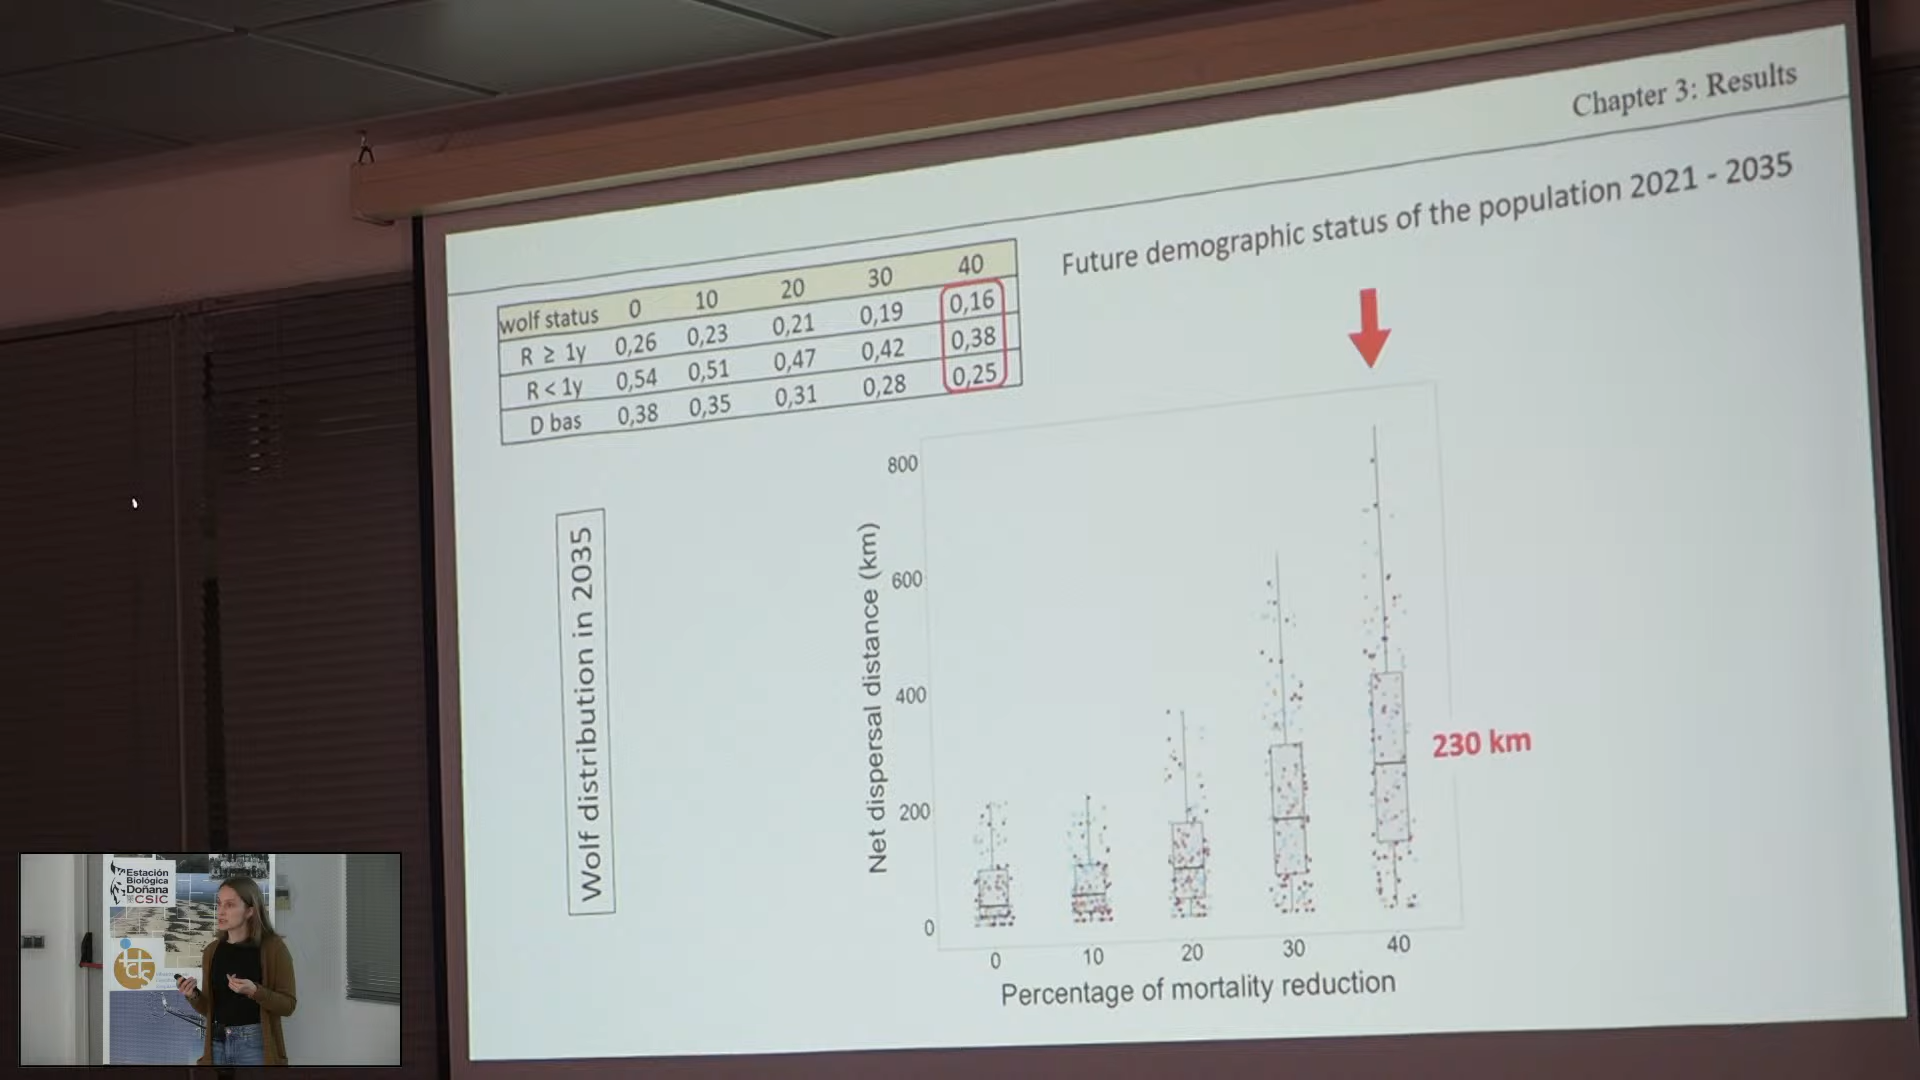 Chapter 3: Results
Future demographic status of the population 2021 - 2035
wolf status 0 10 20 30 40
R ≥ 1y 0,26 0,23 0,21 0,19 0,16
R < 1y 0,54 0,51 0,47 0,42 0,38
D bas 0,38 0,35 0,31 0,28 0,25
Wolf distribution in 2035
Net dispersal distance (km)
800
600
400
200
0
230 km
0 10 20 30 40
Percentage of mortality reduction
Estación
Biológica
Doñana
CSIC